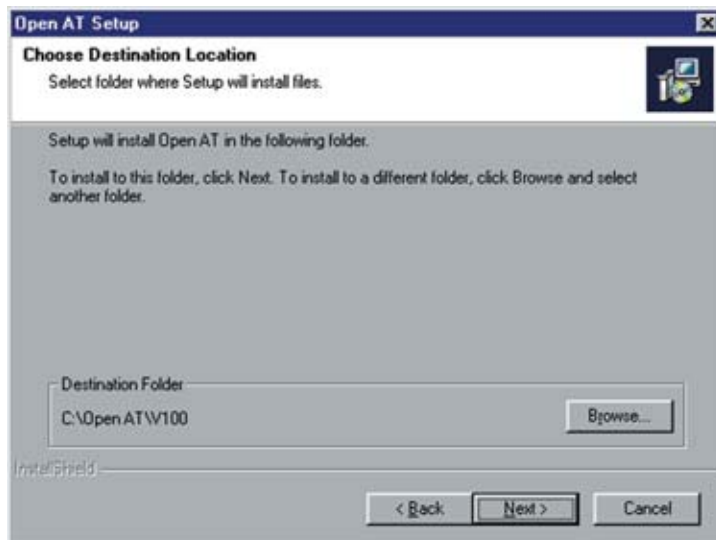 Open AT Setup
Choose Destination Location
Select folder where Setup will install files.
Setup will install Open AT in the following folder.
To install to this folder, click Next. To install to a different folder, click Browse and select
another folder.
Destination Folder
C:\Open AT\V100
Browse...
InstallShield
< Back
Next >
Cancel